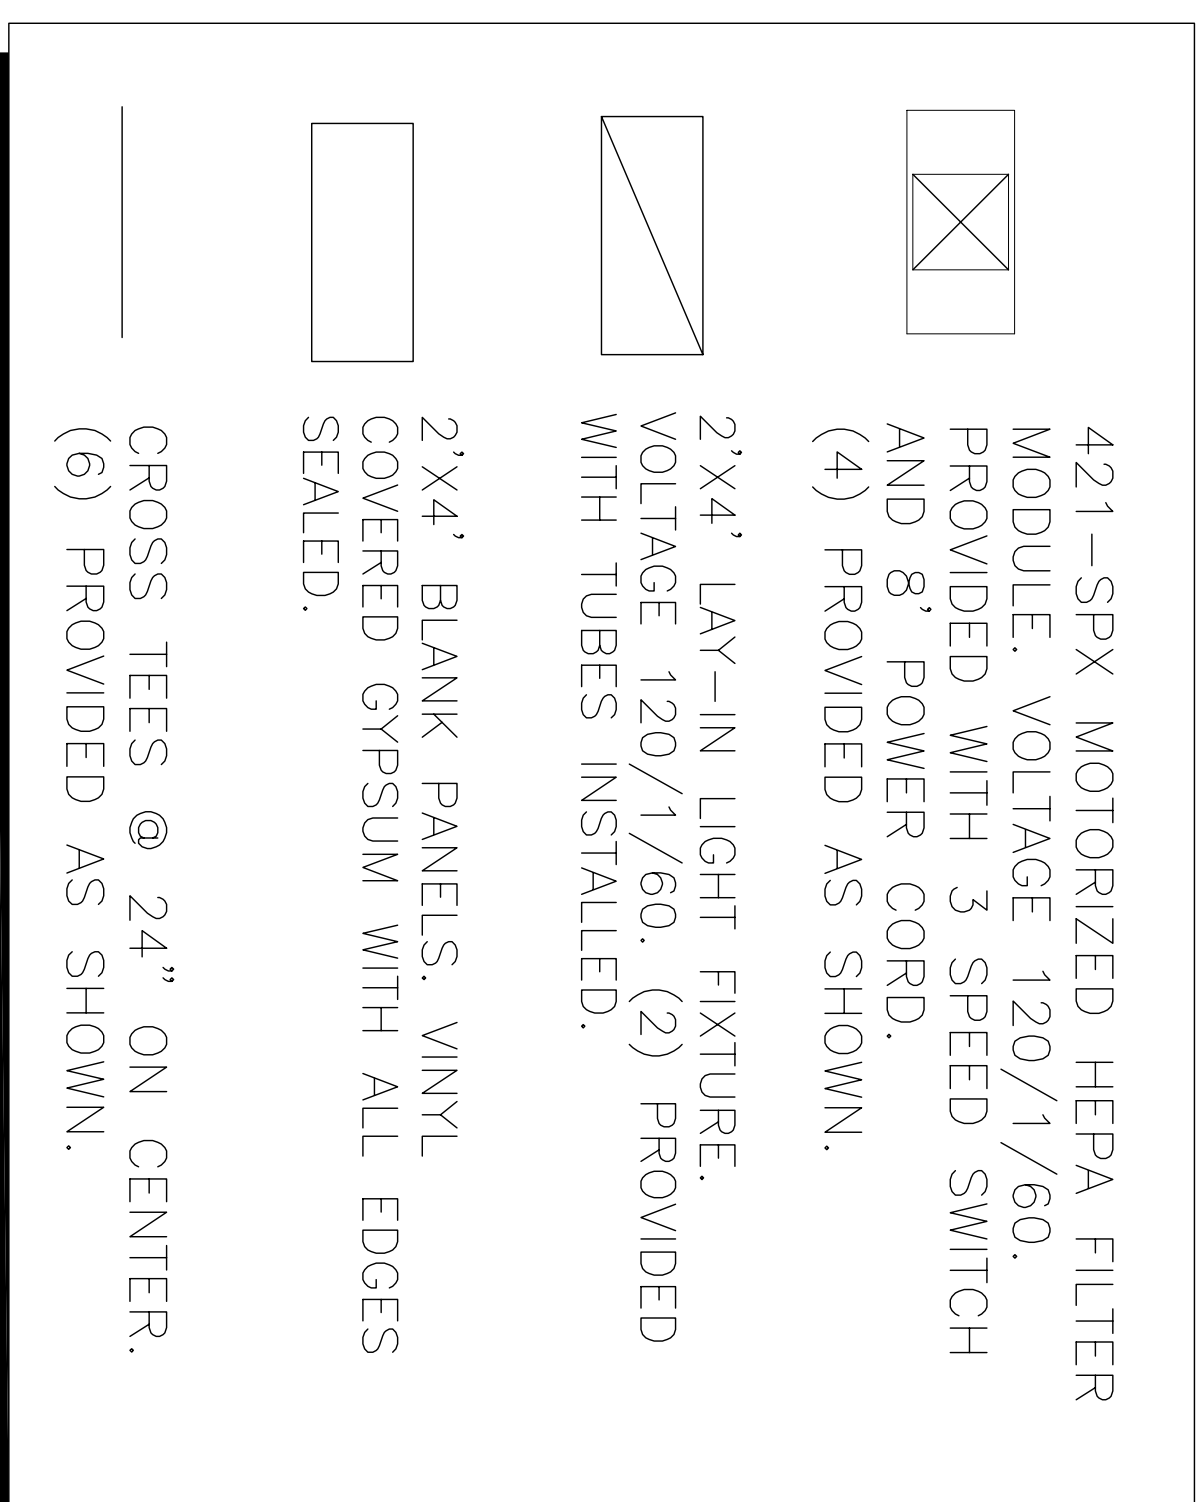 421-SPX MOTORIZED HEPA FILTER
MODULE. VOLTAGE 120/1/60.
PROVIDED WITH 3 SPEED SWITCH
AND 8' POWER CORD.
(4) PROVIDED AS SHOWN.
2'X4' LAY-IN LIGHT FIXTURE.
VOLTAGE 120/1/60. (2) PROVIDED
WITH TUBES INSTALLED.
2'X4' BLANK PANELS. VINYL
COVERED GYPSUM WITH ALL EDGES
SEALED.
CROSS TEES @ 24" ON CENTER.
(6) PROVIDED AS SHOWN.